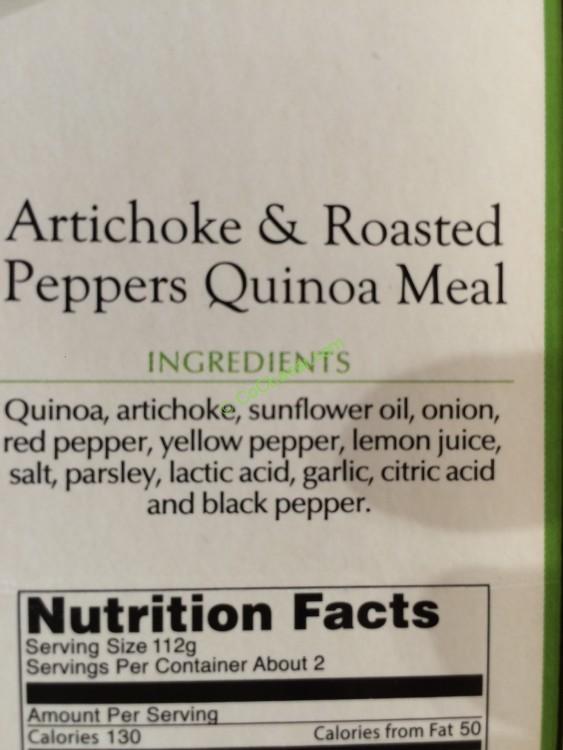 Artichoke & Roasted
Peppers Quinoa Meal
INGREDIENTS
Quinoa, artichoke, sunflower oil, onion,
red pepper, yellow pepper, lemon juice,
salt, parsley, lactic acid, garlic, citric acid
and black pepper.
Nutrition Facts
Serving Size 112g
Servings Per Container About 2
Amount Per Serving
Calories 130 Calories from Fat 50